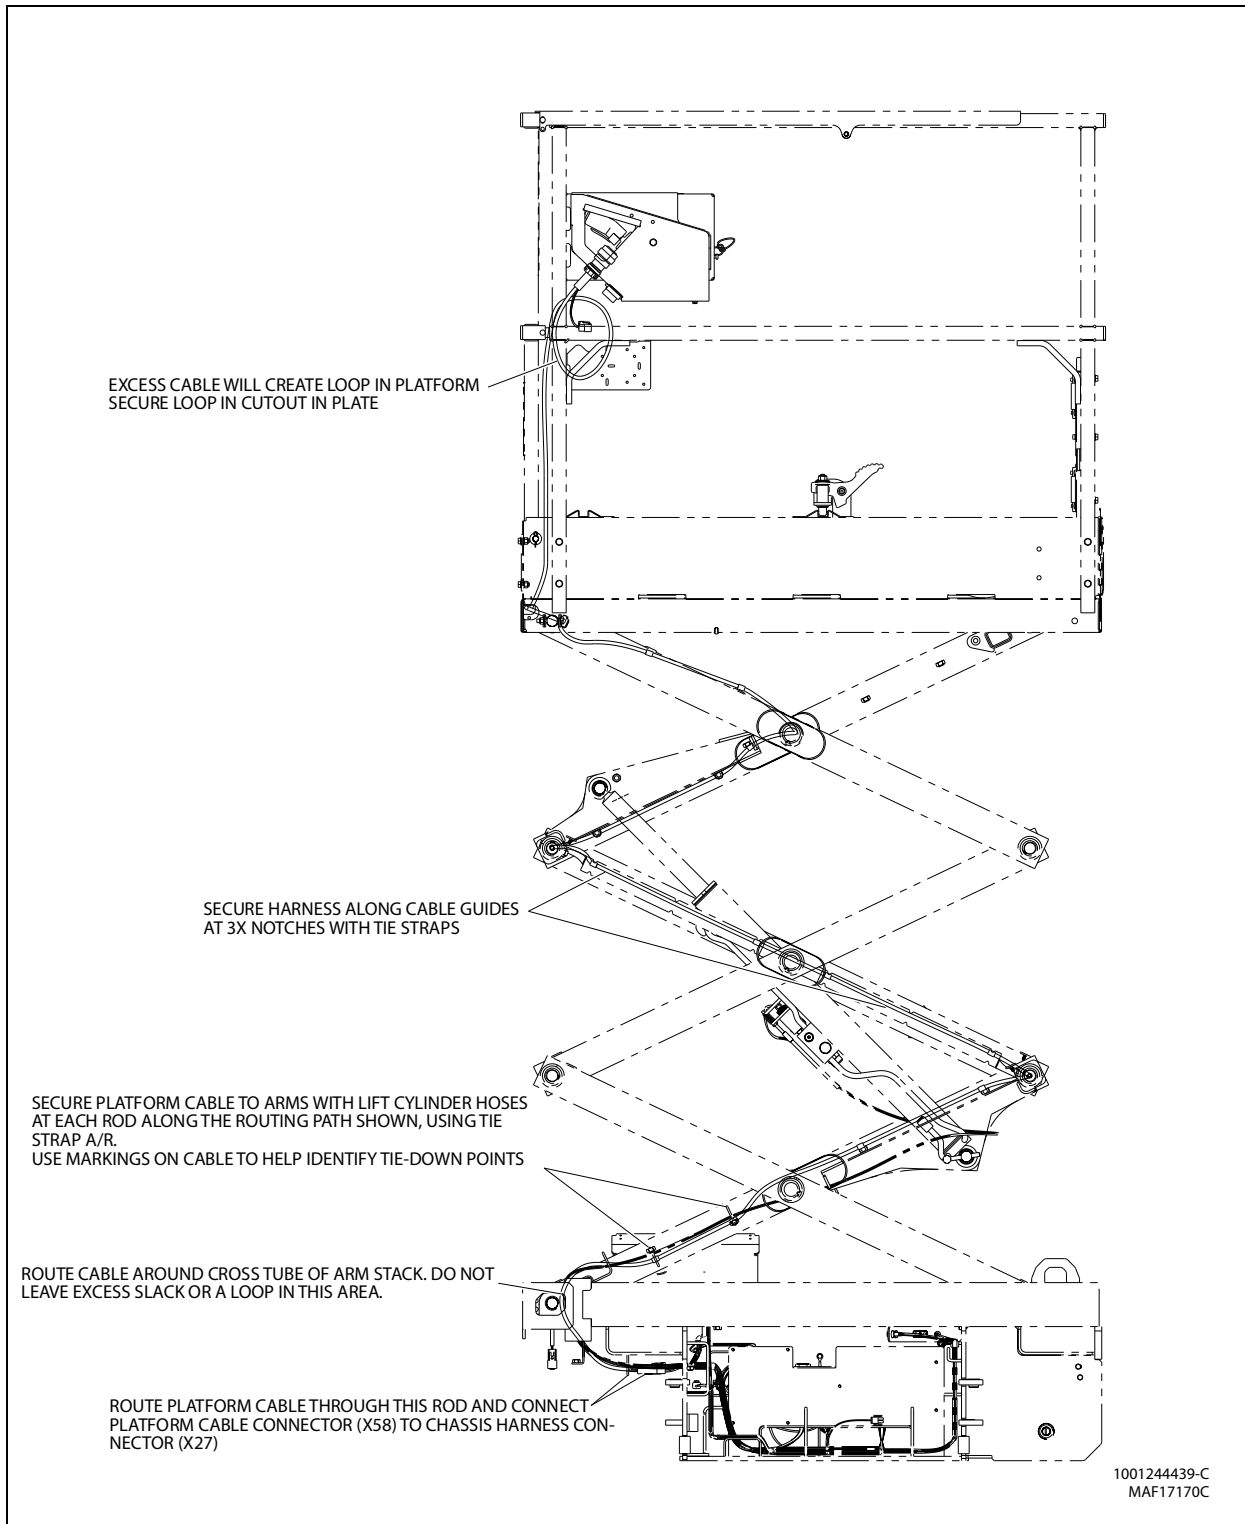 EXCESS CABLE WILL CREATE LOOP IN PLATFORM
SECURE LOOP IN CUTOUT IN PLATE
SECURE HARNESS ALONG CABLE GUIDES
AT 3X NOTCHES WITH TIE STRAPS
SECURE PLATFORM CABLE TO ARMS WITH LIFT CYLINDER HOSES
AT EACH ROD ALONG THE ROUTING PATH SHOWN, USING TIE
STRAP A/R.
USE MARKINGS ON CABLE TO HELP IDENTIFY TIE-DOWN POINTS
ROUTE CABLE AROUND CROSS TUBE OF ARM STACK. DO NOT
LEAVE EXCESS SLACK OR A LOOP IN THIS AREA.
ROUTE PLATFORM CABLE THROUGH THIS ROD AND CONNECT
PLATFORM CABLE CONNECTOR (X58) TO CHASSIS HARNESS CON-
NECTOR (X27)
1001244439-C
MAF17170C